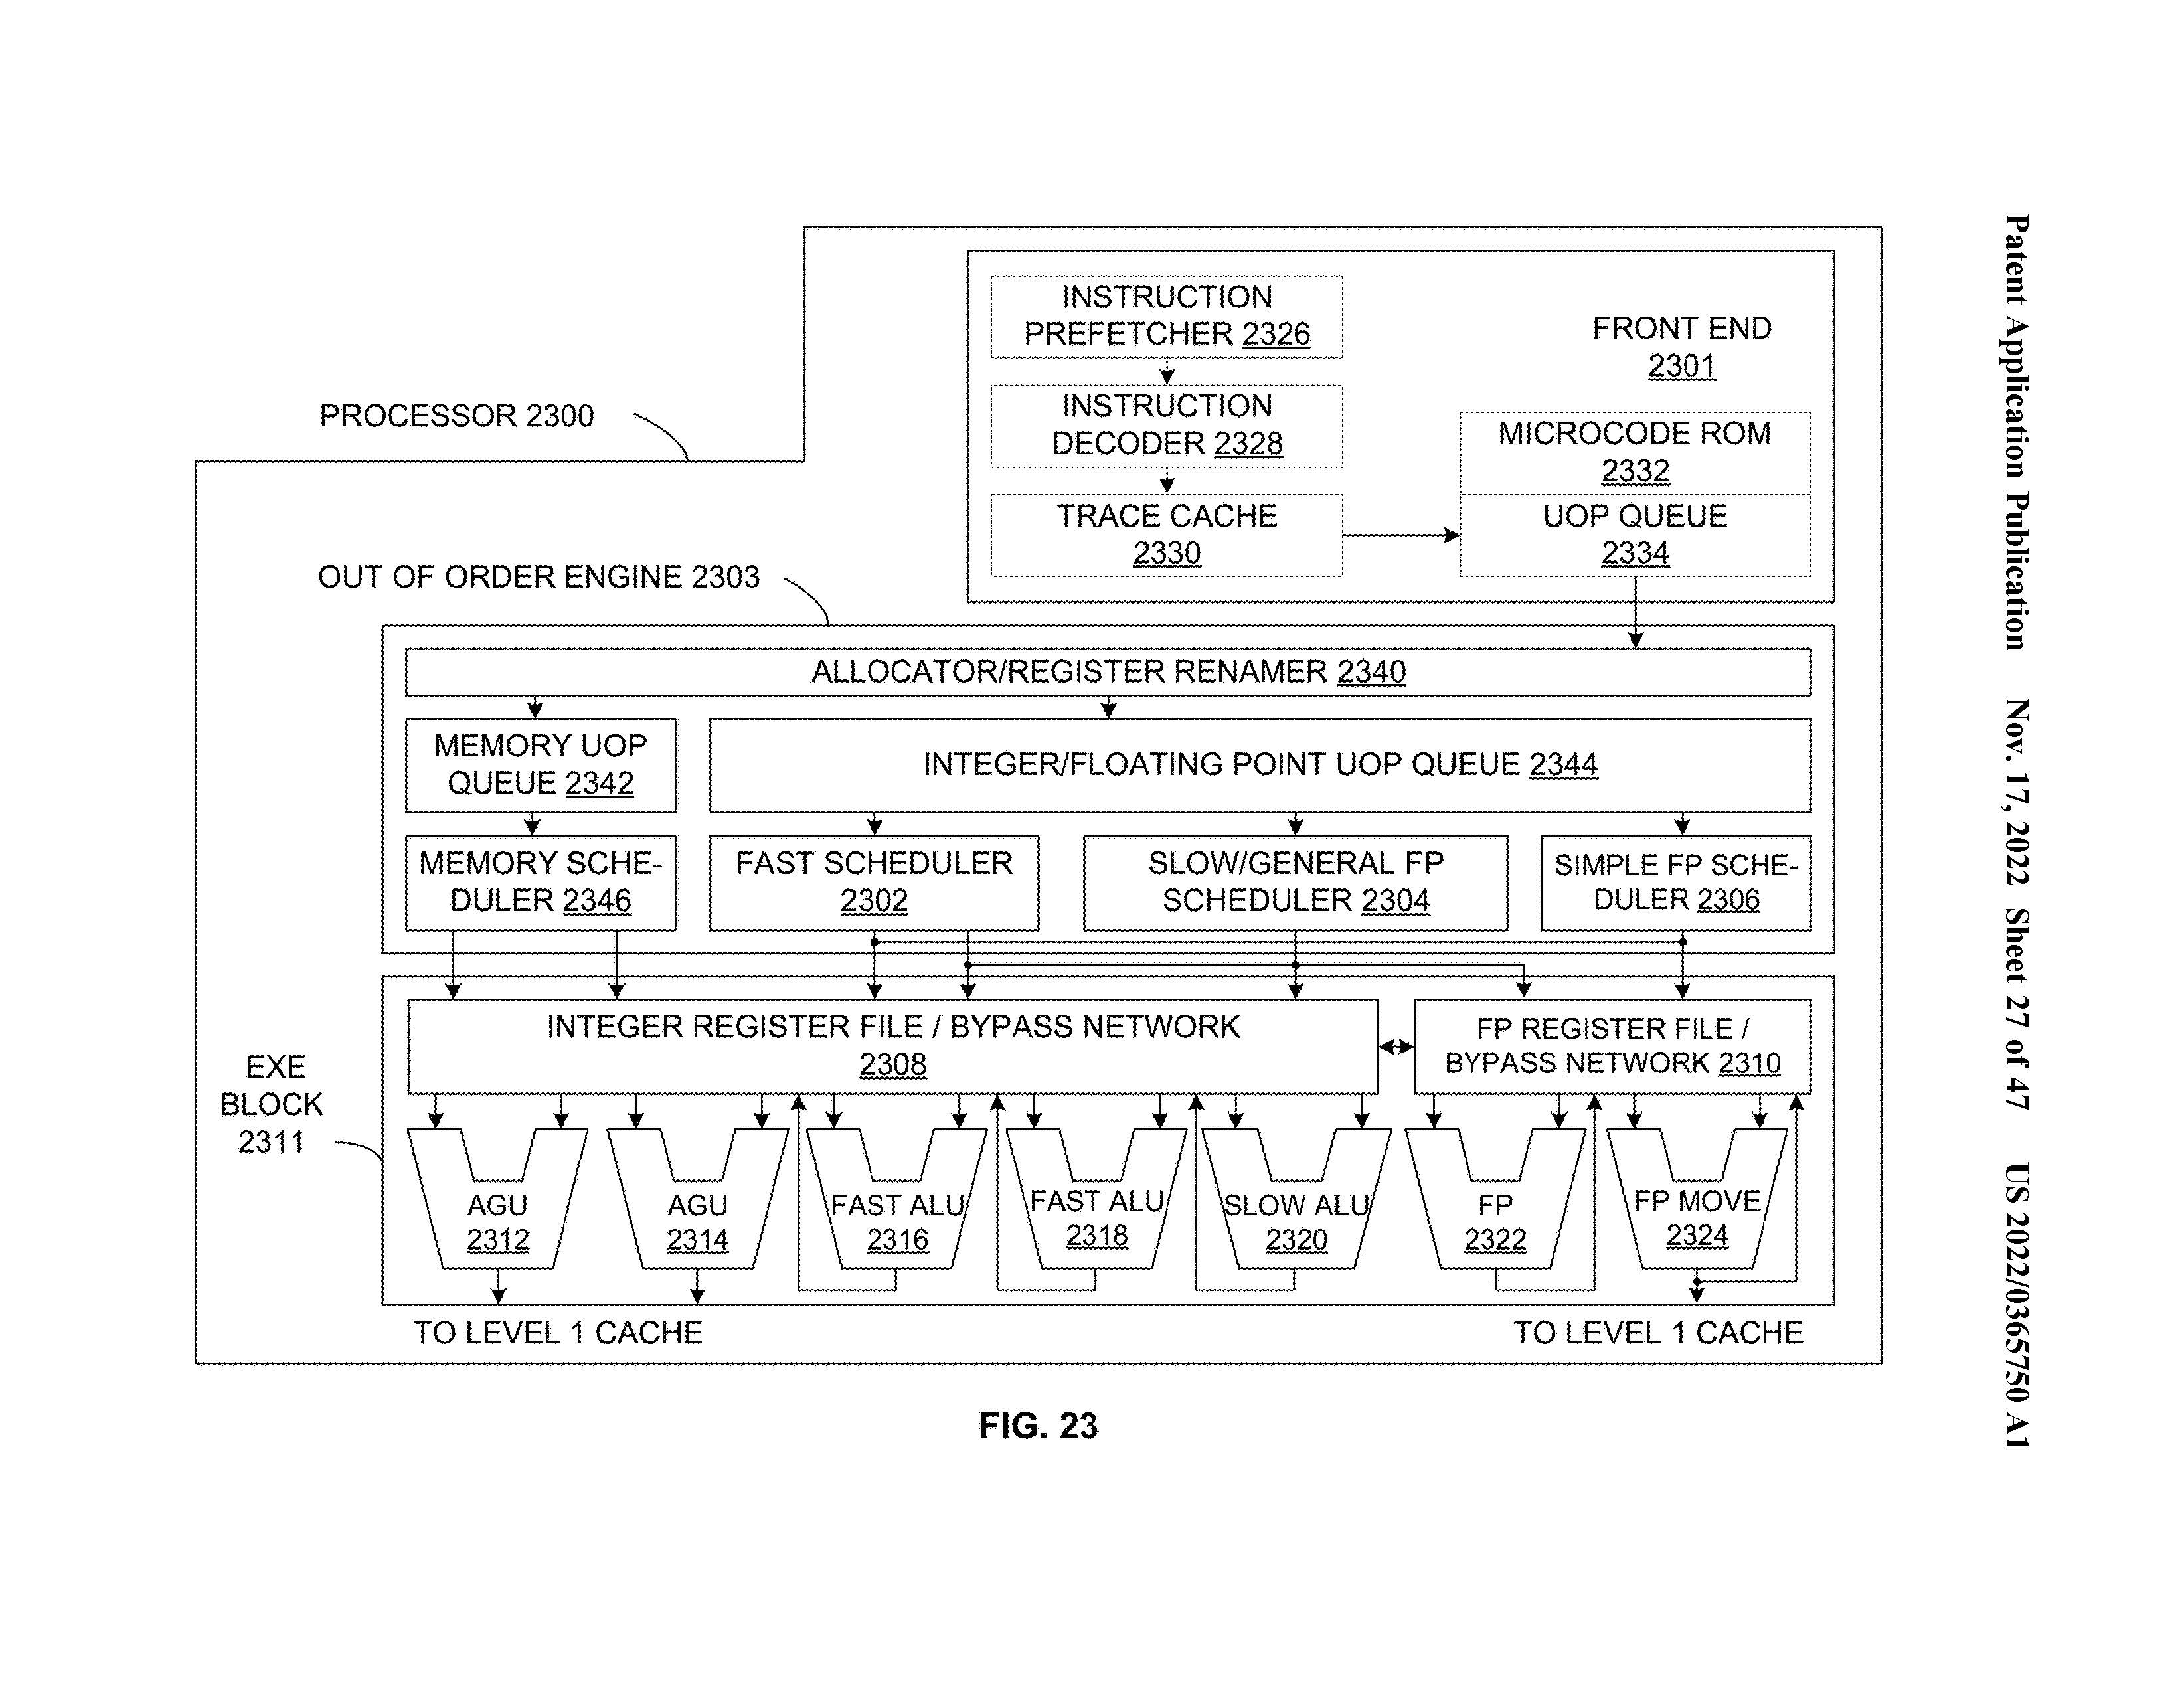 Patent Application Publication Nov. 17, 2022 Sheet 27 of 47 US 2022/0365750 A1
INSTRUCTION
PREFETCHER 2326
FRONT END
2301
INSTRUCTION
DECODER 2328
PROCESSOR 2300
MICROCODE ROM
2332
TRACE CACHE
2330
UOP QUEUE
2334
OUT OF ORDER ENGINE 2303
ALLOCATOR/REGISTER RENAMER 2340
MEMORY UOP
QUEUE 2342
INTEGER/FLOATING POINT UOP QUEUE 2344
MEMORY SCHE-
DULER 2346
FAST SCHEDULER
2302
SLOW/GENERAL FP
SCHEDULER 2304
SIMPLE FP SCHE-
DULER 2306
INTEGER REGISTER FILE / BYPASS NETWORK
2308
FP REGISTER FILE /
BYPASS NETWORK 2310
EXE
BLOCK
2311
AGU
2312
AGU
2314
FAST ALU
2316
FAST ALU
2318
SLOW ALU
2320
FP
2322
FP MOVE
2324
TO LEVEL 1 CACHE
TO LEVEL 1 CACHE
FIG. 23